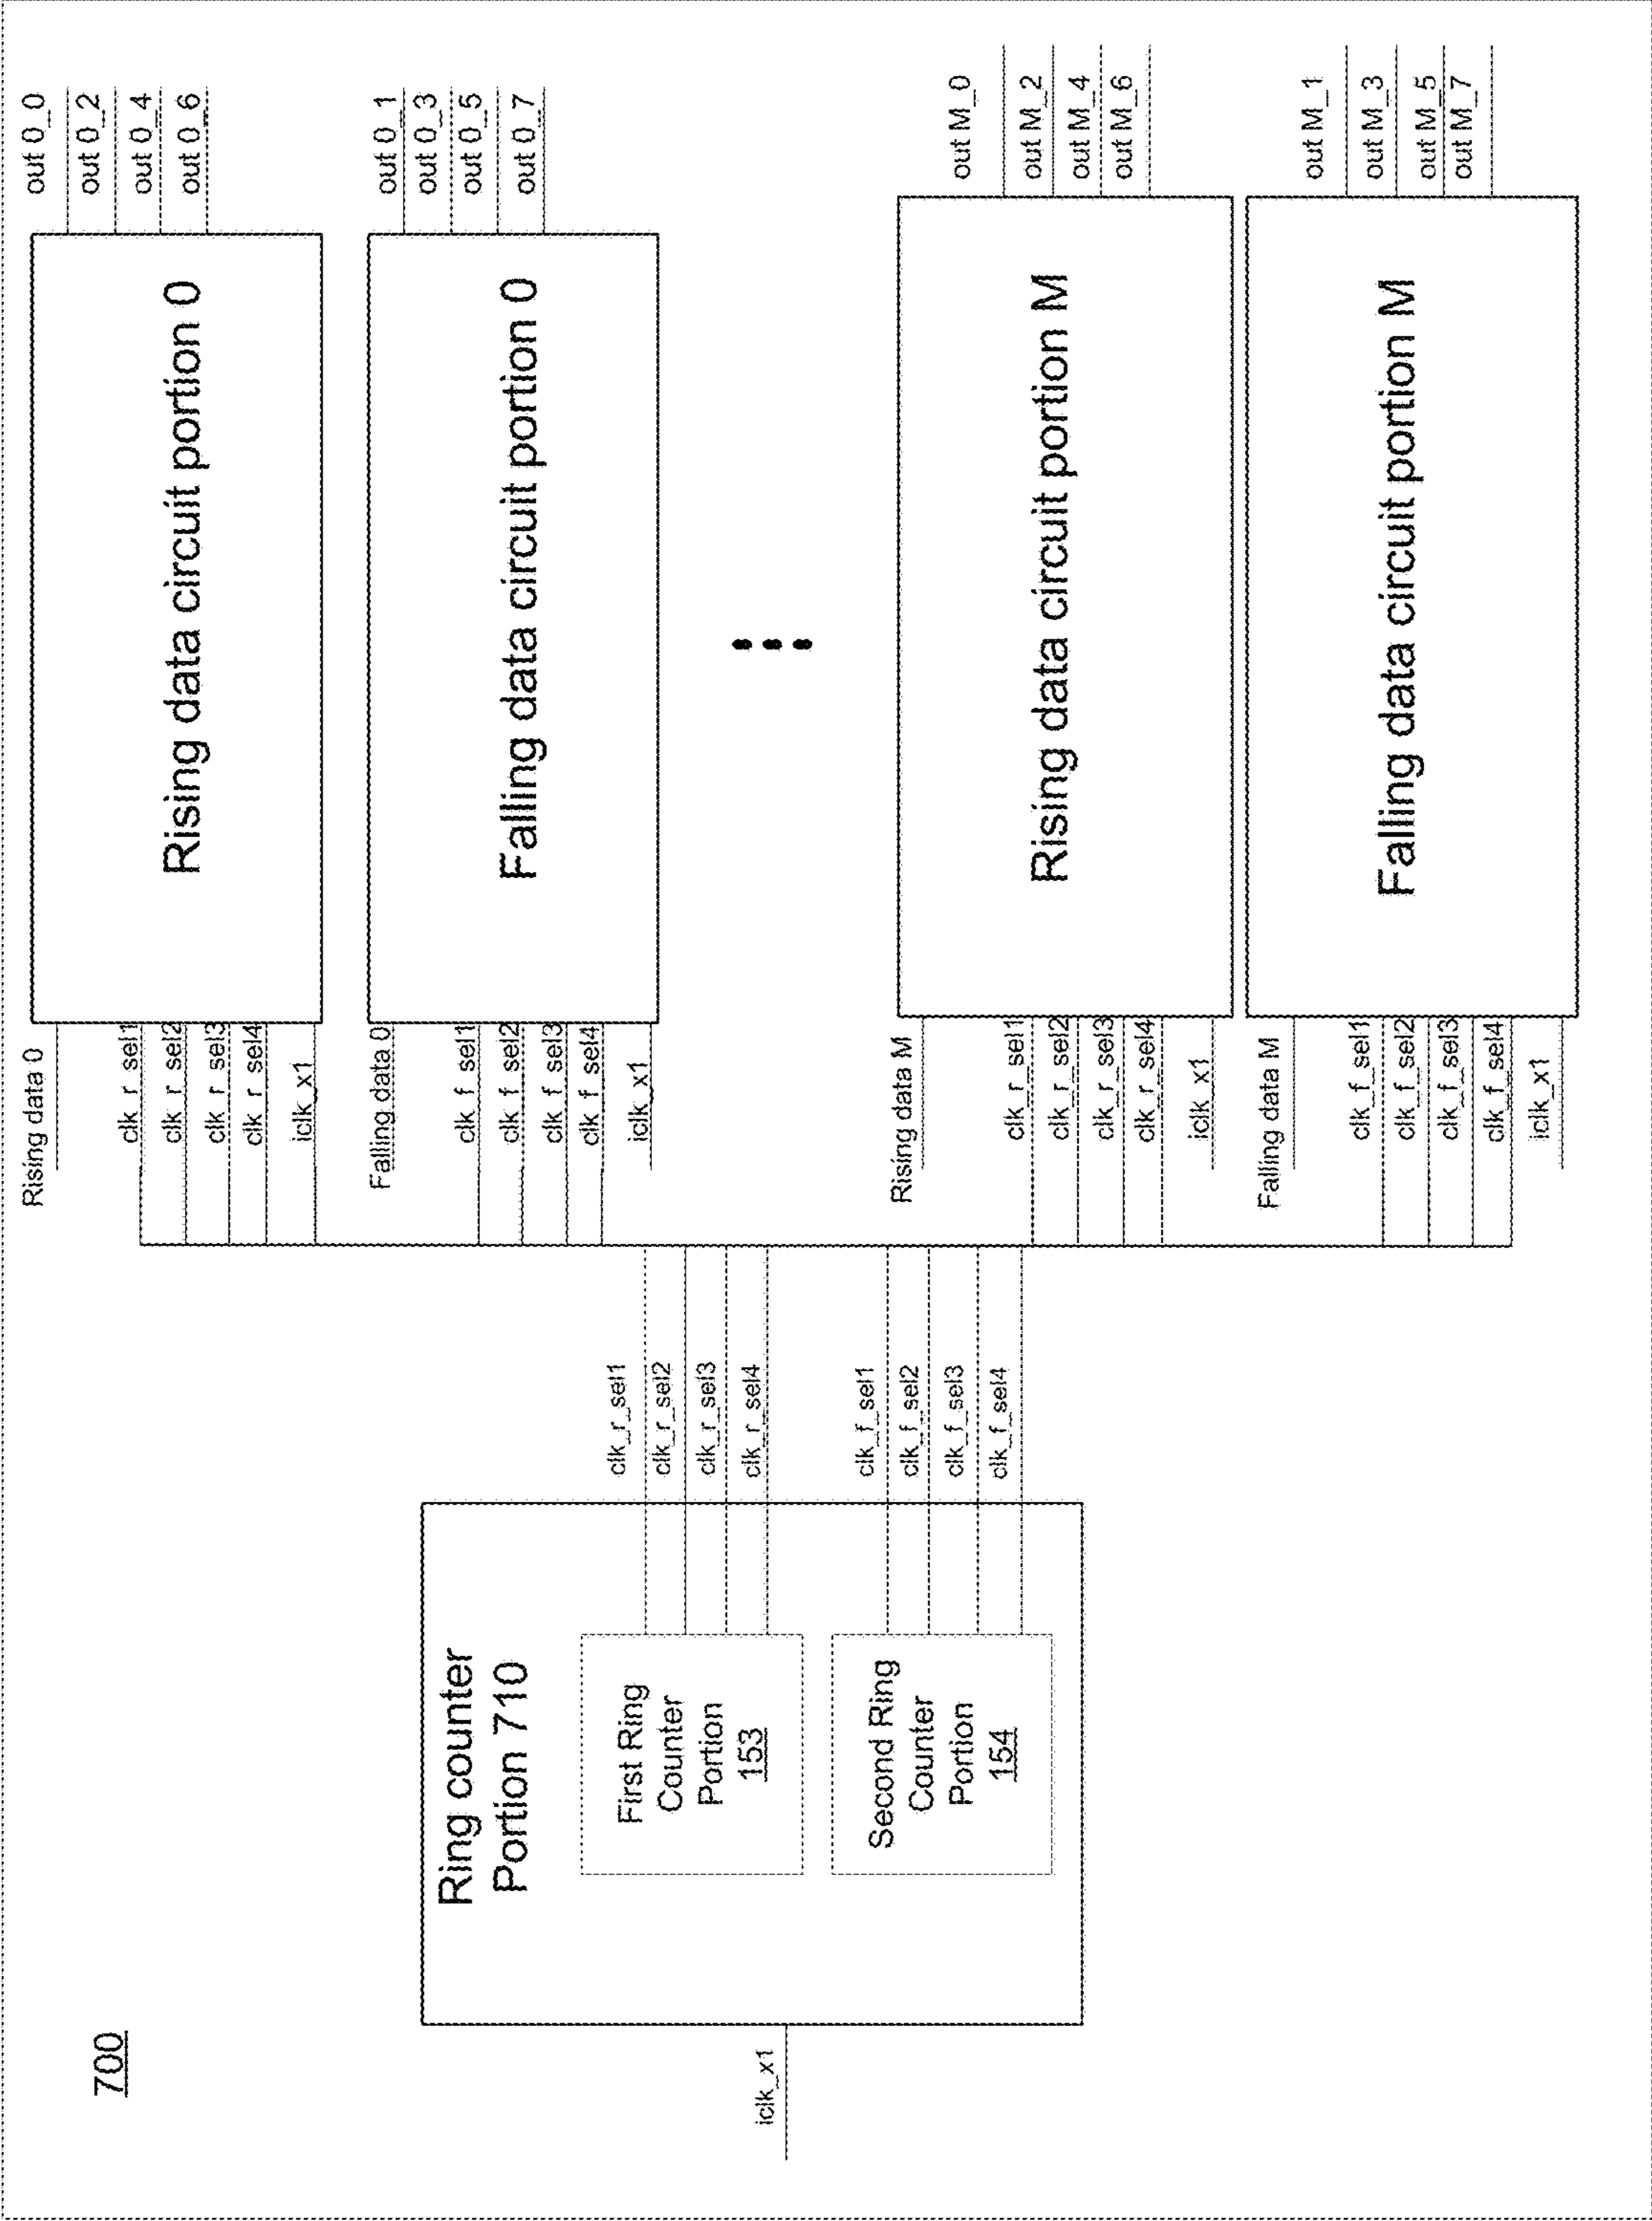 700
iclk_x1
Ring counter
Portion 710
First Ring
Counter
Portion
153
Second Ring
Counter
Portion
154
clk_r_sel1
clk_r_sel2
clk_r_sel3
clk_r_sel4
clk_f_sel1
clk_f_sel2
clk_f_sel3
clk_f_sel4
Rising data 0
clk_r_sel1
clk_r_sel2
clk_r_sel3
clk_r_sel4
iclk_x1
Rising data circuit portion 0
out 0_0
out 0_2
out 0_4
out 0_6
Falling data 0
clk_f_sel1
clk_f_sel2
clk_f_sel3
clk_f_sel4
iclk_x1
Falling data circuit portion 0
out 0_1
out 0_3
out 0_5
out 0_7
Rising data M
clk_r_sel1
clk_r_sel2
clk_r_sel3
clk_r_sel4
iclk_x1
Rising data circuit portion M
out M_0
out M_2
out M_4
out M_6
Falling data M
clk_f_sel1
clk_f_sel2
clk_f_sel3
clk_f_sel4
iclk_x1
Falling data circuit portion M
out M_1
out M_3
out M_5
out M_7